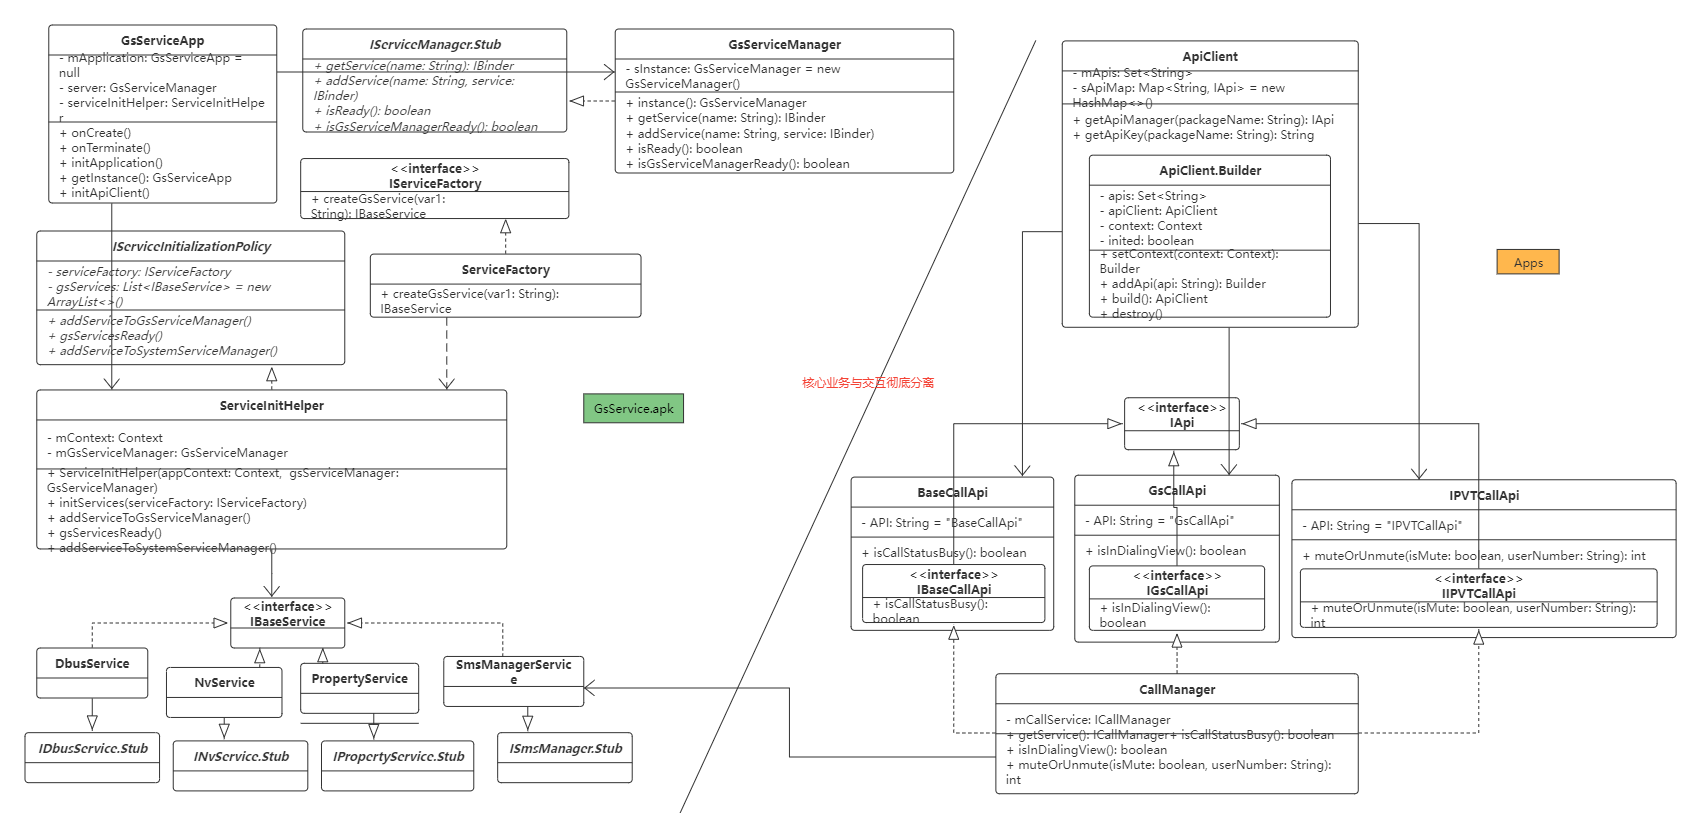 GsServiceApp
- mApplication: GsServiceApp =
null
- server: GsServiceManager
- serviceInitHelper: ServiceInitHelpe
r
+ onCreate()
+ onTerminate()
+ initApplication()
+ getInstance(): GsServiceApp
+ initApiClient()
IServiceManager.Stub
+ getService(name: String): IBinder
+ addService(name: String, service:
IBinder)
+ isReady(): boolean
+ isGsServiceManagerReady(): boolean
GsServiceManager
- sInstance: GsServiceManager = new
GsServiceManager()
+ instance(): GsServiceManager
+ getService(name: String): IBinder
+ addService(name: String, service: IBinder)
+ isReady(): boolean
+ isGsServiceManagerReady(): boolean
<<interface>>
IServiceFactory
+ createGsService(var1:
String): IBaseService
IServiceInitializationPolicy
- serviceFactory: IServiceFactory
- gsServices: List<IBaseService> = new
ArrayList<>()
+ addServiceToGsServiceManager()
+ gsServicesReady()
+ addServiceToSystemServiceManager()
ServiceFactory
+ createGsService(var1: String):
IBaseService
ServiceInitHelper
- mContext: Context
- mGsServiceManager: GsServiceManager
+ ServiceInitHelper(appContext: Context,  gsServiceManager:
GsServiceManager)
+ initServices(serviceFactory: IServiceFactory)
+ addServiceToGsServiceManager()
+ gsServicesReady()
+ addServiceToSystemServiceManager()
GsService.apk
<<interface>>
IBaseService
DbusService
NvService
PropertyService
SmsManagerServic
e
IDbusService.Stub
INvService.Stub
IPropertyService.Stub
ISmsManager.Stub
核心业务与交互彻底分离
ApiClient
- mApis: Set<String>
- sApiMap: Map<String, IApi> = new
HashMap<>()
+ getApiManager(packageName: String): IApi
+ getApiKey(packageName: String): String
ApiClient.Builder
- apis: Set<String>
- apiClient: ApiClient
- context: Context
- inited: boolean
+ setContext(context: Context):
Builder
+ addApi(api: String): Builder
+ build(): ApiClient
+ destroy()
Apps
<<interface>>
IApi
BaseCallApi
- API: String = "BaseCallApi"
+ isCallStatusBusy(): boolean
<<interface>>
IBaseCallApi
+ isCallStatusBusy():
boolean
GsCallApi
- API: String = "GsCallApi"
+ isInDialingView(): boolean
<<interface>>
IGsCallApi
+ isInDialingView():
boolean
IPVTCallApi
- API: String = "IPVTCallApi"
+ muteOrUnmute(isMute: boolean, userNumber: String): int
<<interface>>
IIPVTCallApi
+ muteOrUnmute(isMute: boolean, userNumber: String):
int
CallManager
- mCallService: ICallManager
+ getService(): ICallManager+ isCallStatusBusy(): boolean
+ isInDialingView(): boolean
+ muteOrUnmute(isMute: boolean, userNumber: String):
int